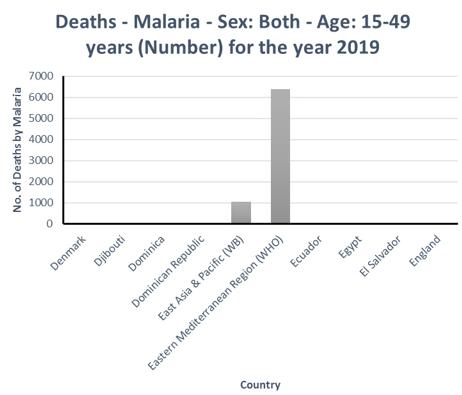 Deaths - Malaria - Sex: Both - Age: 15-49
years (Number) for the year 2019
No. of Deaths by Malaria
7000
6000
5000
4000
3000
2000
1000
0
Denmark
Djibouti
Dominica
Dominican Republic
East Asia & Pacific (WB)
Eastern Mediterranean Region (WHO)
Ecuador
Egypt
El Salvador
England
Country